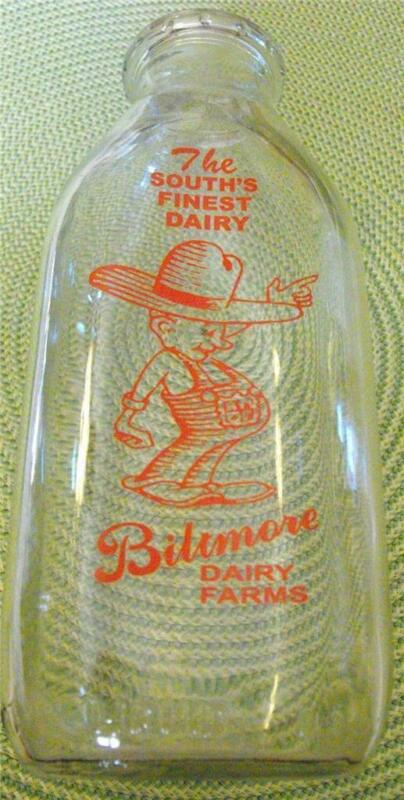 The
SOUTH'S
FINEST
DAIRY
Biltmore
DAIRY
FARMS